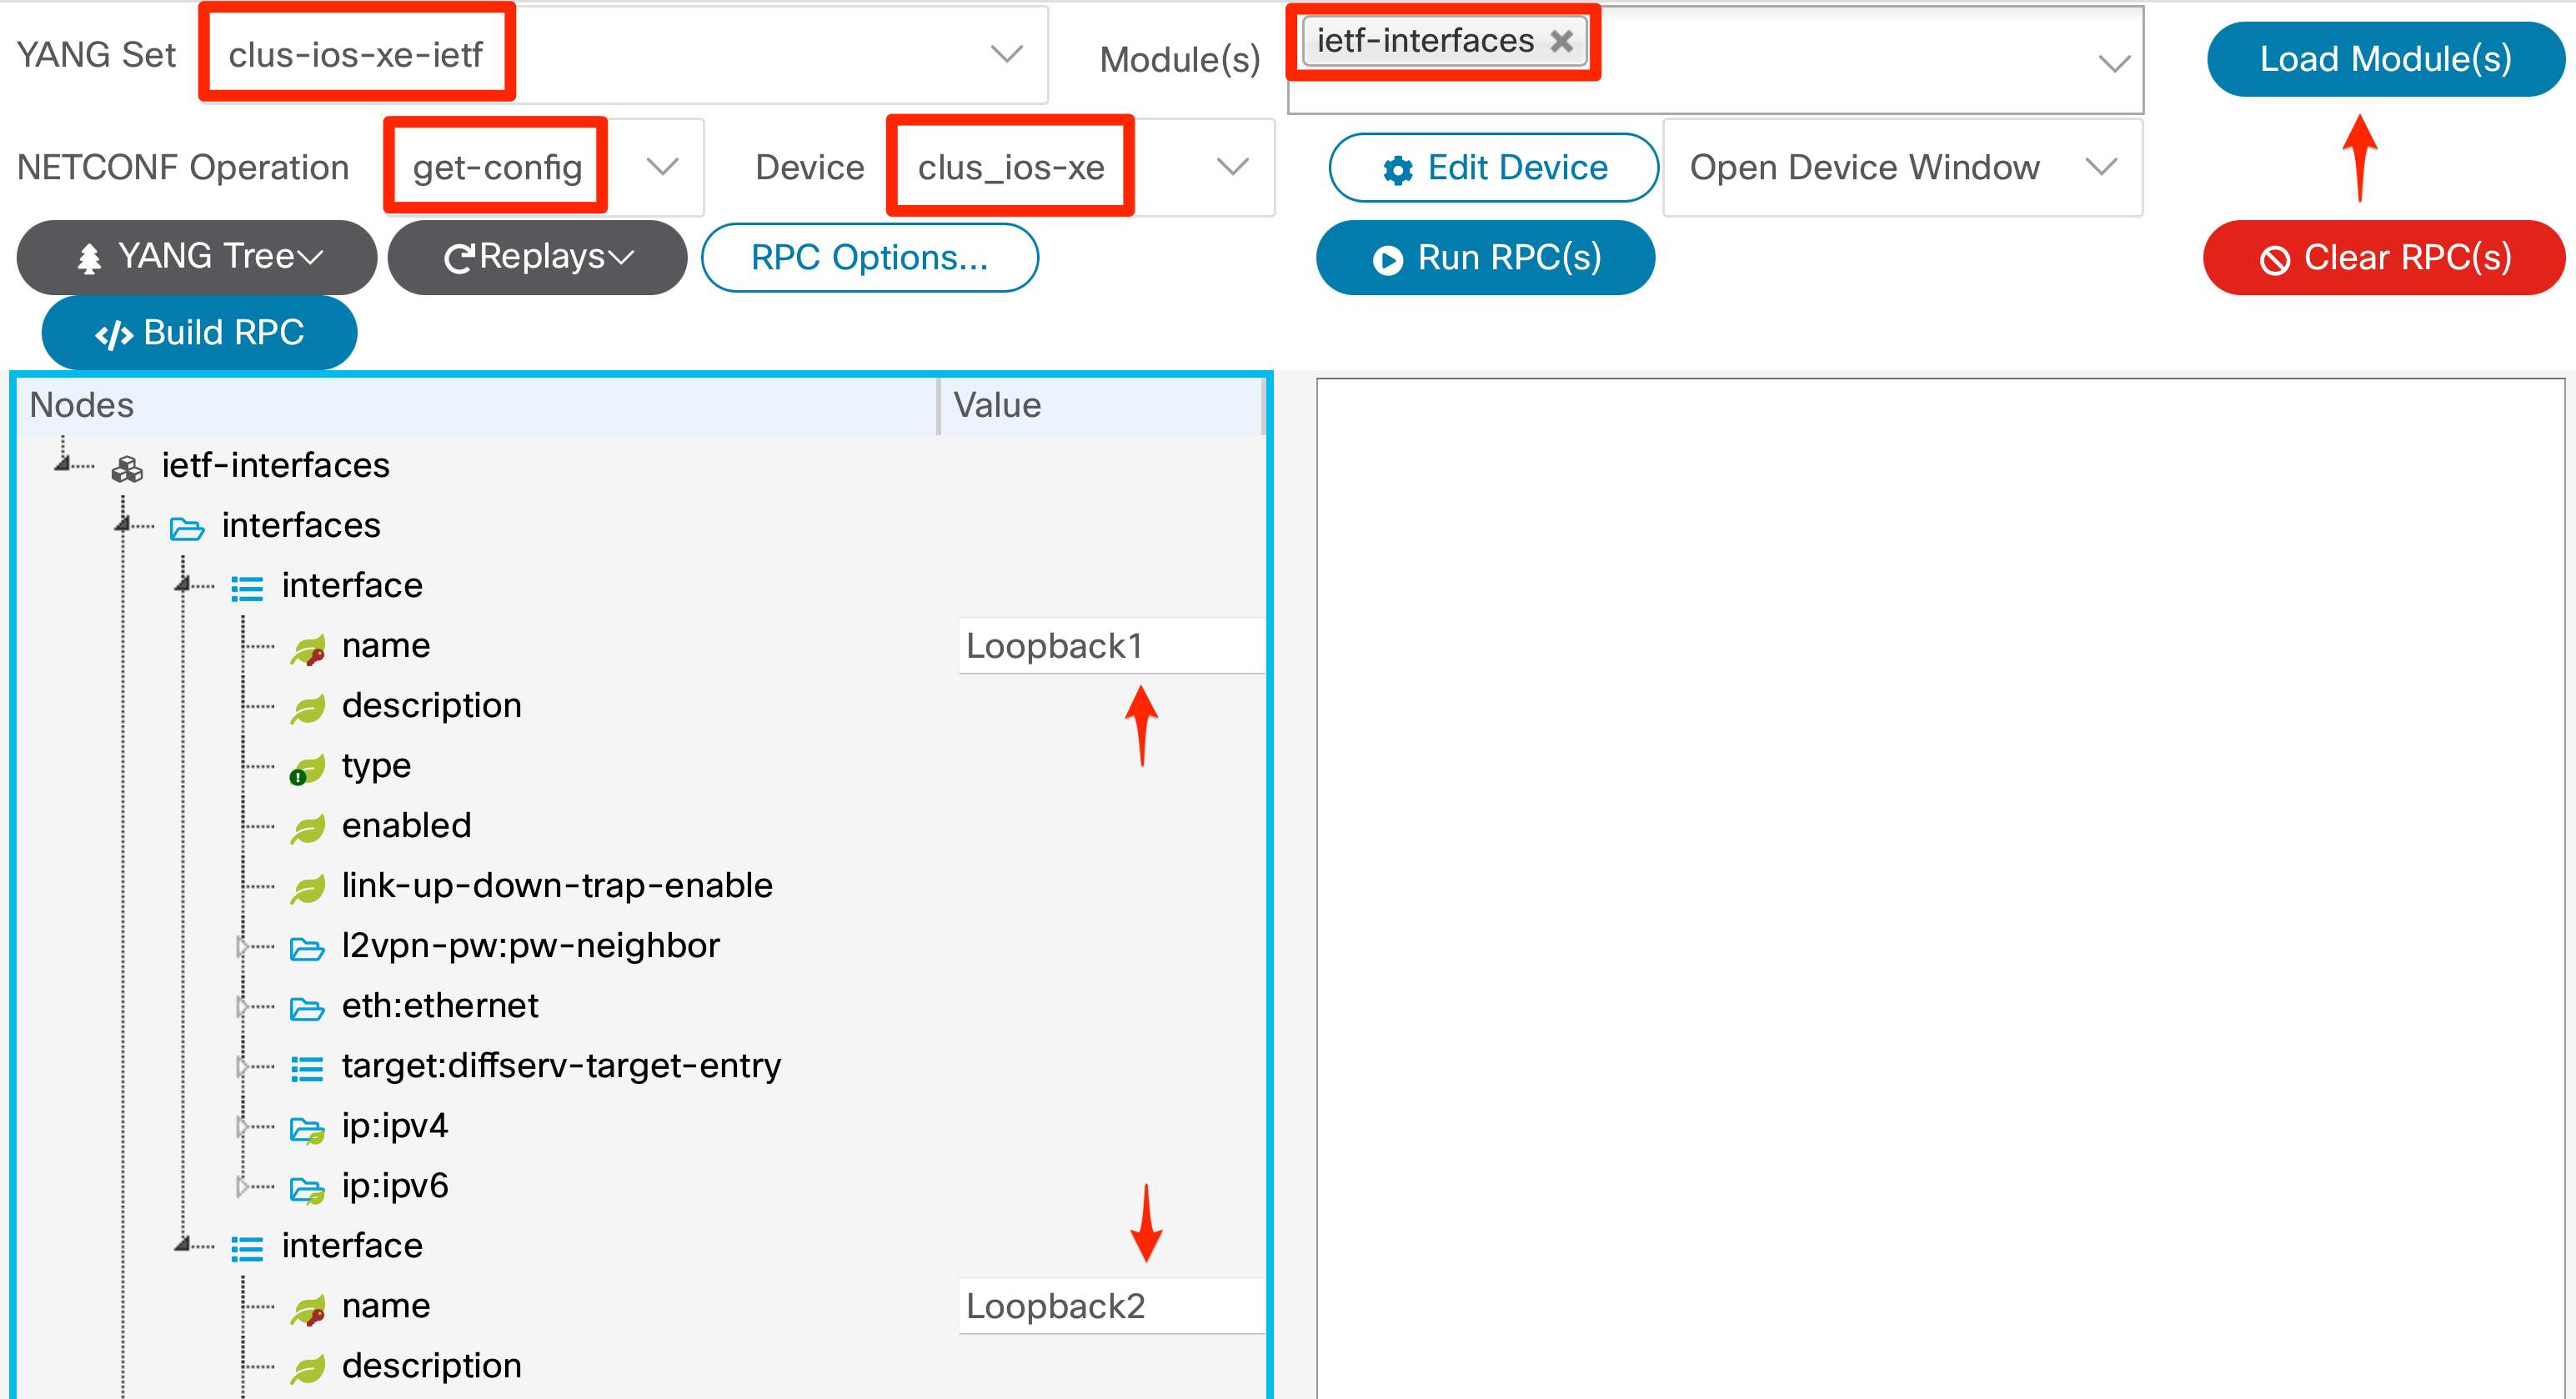 YANG Set clus-ios-xe-ietf Module(s) ietf-interfaces Load Module(s)
NETCONF Operation get-config Device clus_ios-xe Edit Device Open Device Window
YANG Tree Replays RPC Options... Run RPC(s) Clear RPC(s)
Build RPC
Nodes Value
ietf-interfaces
interfaces
interface
name Loopback1
description
type
enabled
link-up-down-trap-enable
l2vpn-pw:pw-neighbor
eth:ethernet
target:diffserv-target-entry
ip:ipv4
ip:ipv6
interface
name Loopback2
description